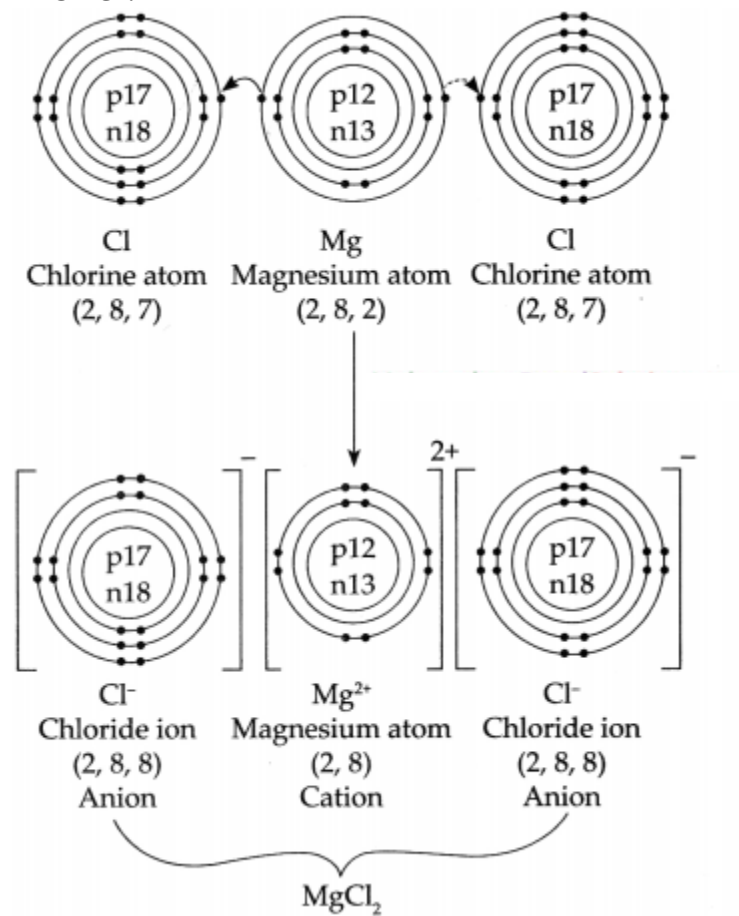 p17
n18
p12
n13
p17
n18
Cl
Chlorine atom
(2, 8, 7)
Mg
Magnesium atom
(2, 8, 2)
Cl
Chlorine atom
(2, 8, 7)
−
2+
−
p17
n18
p12
n13
p17
n18
Cl⁻
Chloride ion
(2, 8, 8)
Anion
Mg²⁺
Magnesium atom
(2, 8)
Cation
Cl⁻
Chloride ion
(2, 8, 8)
Anion
MgCl₂